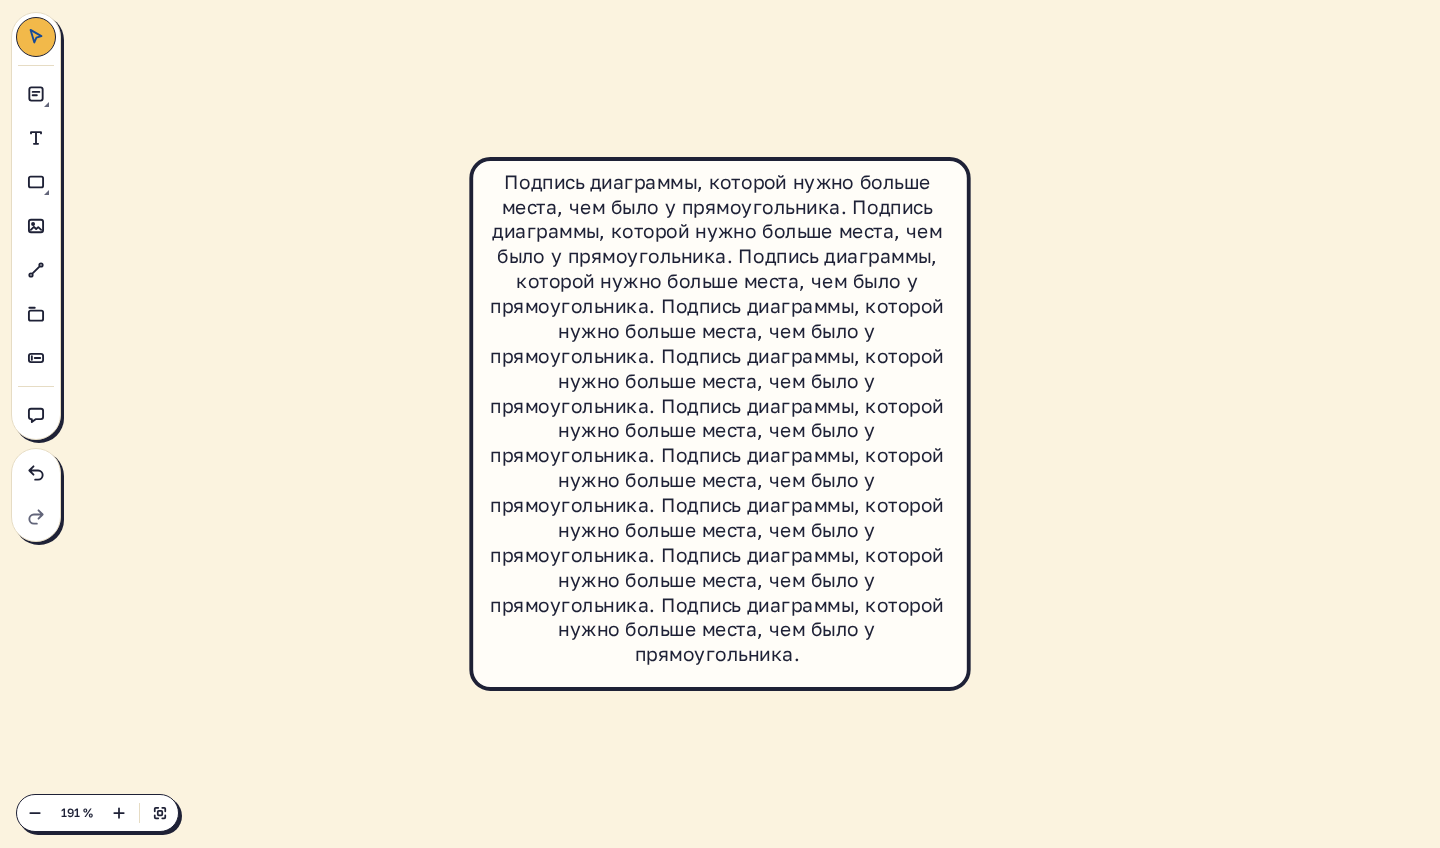 Подпись диаграммы, которой нужно больше
места, чем было у прямоугольника. Подпись
диаграммы, которой нужно больше места, чем
было у прямоугольника. Подпись диаграммы,
которой нужно больше места, чем было у
прямоугольника. Подпись диаграммы, которой
нужно больше места, чем было у
прямоугольника. Подпись диаграммы, которой
нужно больше места, чем было у
прямоугольника. Подпись диаграммы, которой
нужно больше места, чем было у
прямоугольника. Подпись диаграммы, которой
нужно больше места, чем было у
прямоугольника. Подпись диаграммы, которой
нужно больше места, чем было у
прямоугольника. Подпись диаграммы, которой
нужно больше места, чем было у
прямоугольника. Подпись диаграммы, которой
нужно больше места, чем было у
прямоугольника.
191 %